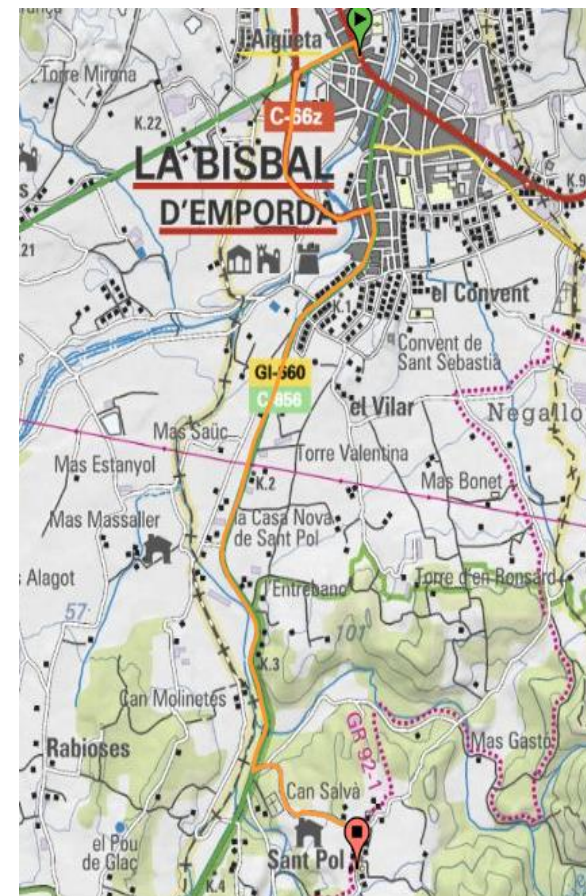 l'Aigüeta
Torre Mirona
K.22
C-66z
LA BISBAL
D'EMPORDÀ
K.9
21
K.1
el Convent
Convent de
Sant Sebastià
GI-660
C-856
el Vilar
Negallo
Mas Saüc
Mas Estanyol
K.2
Torre Valentina
Mas Bonet
Mas Massaller
la Casa Nova
de Sant Pol
Alagot
l'Entrebanc
Torre d'en Ronsard
57
101
K.3
Can Molinetes
GR 92-1
Rabioses
Mas Gastó
Can Salvà
el Pou
de Glaç
Sant Pol
K.4